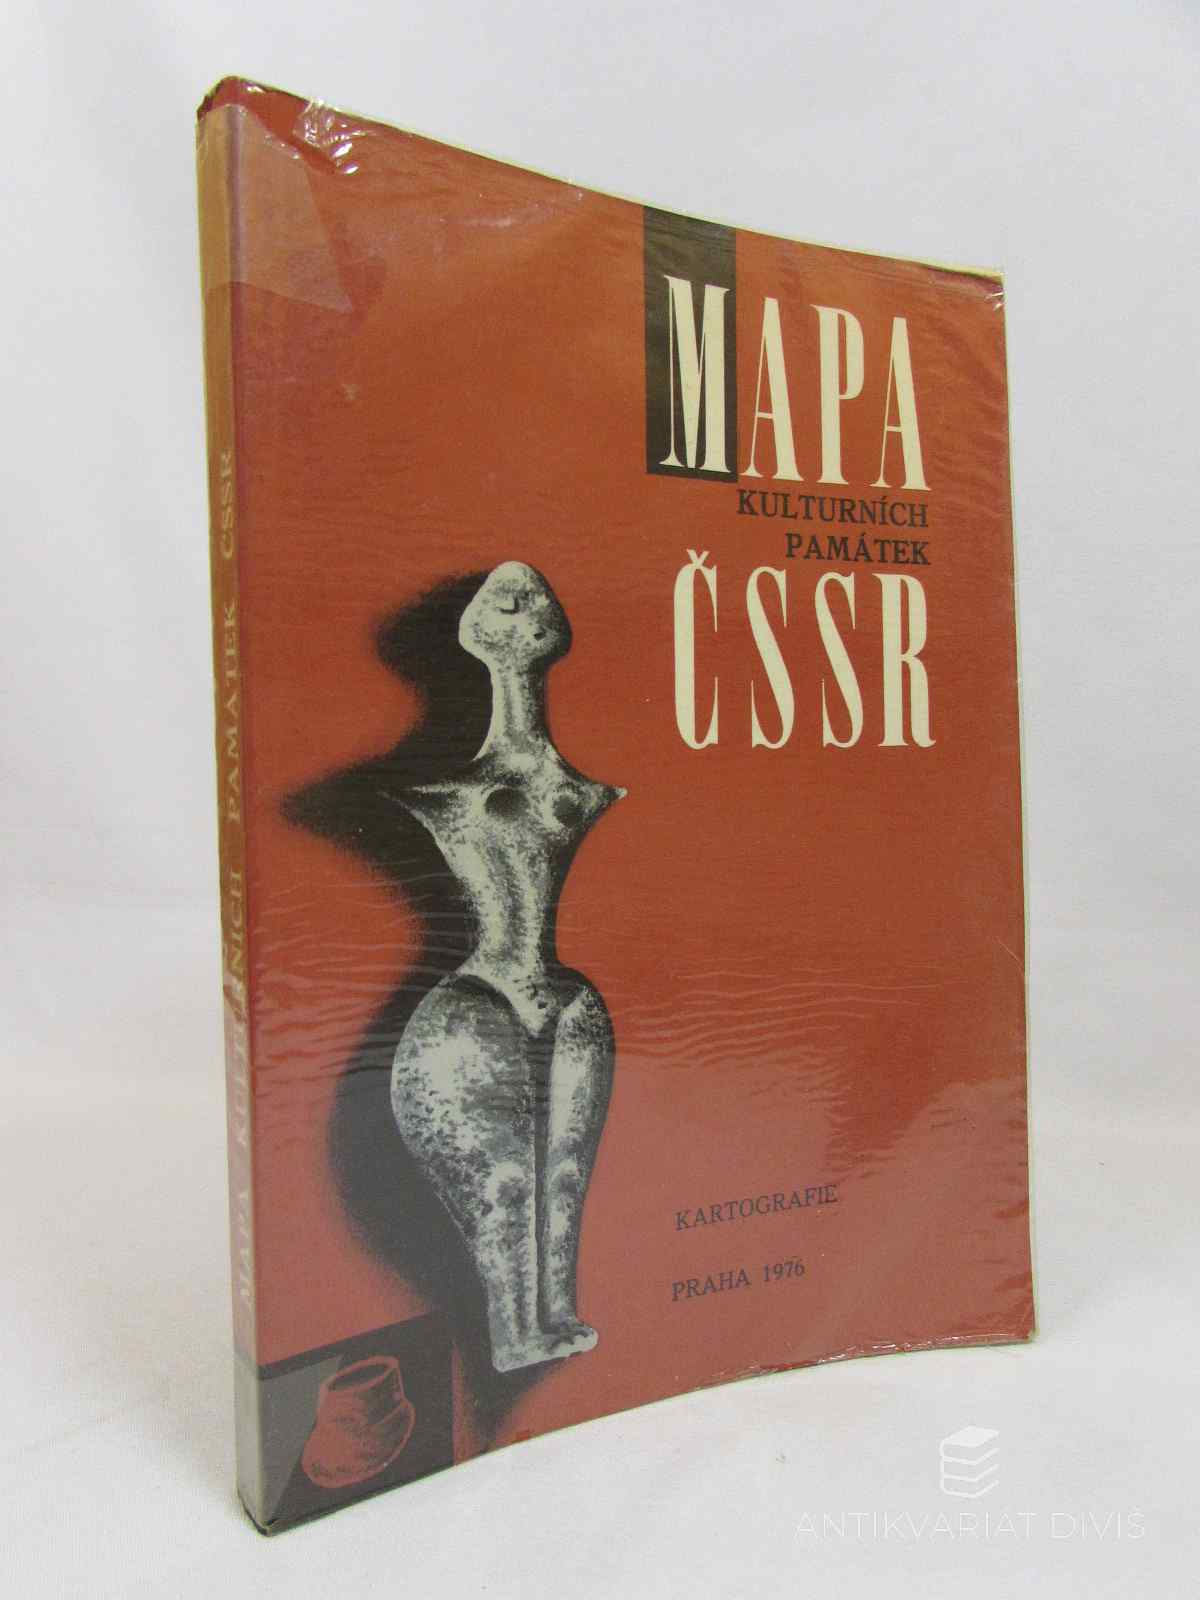 MAPA
KULTURNÍCH
PAMÁTEK
ČSSR
KARTOGRAFIE
PRAHA 1976
MAPA KULTURNÍCH PAMÁTEK ČSSR
ANTIKVARIÁT DIVIŠ